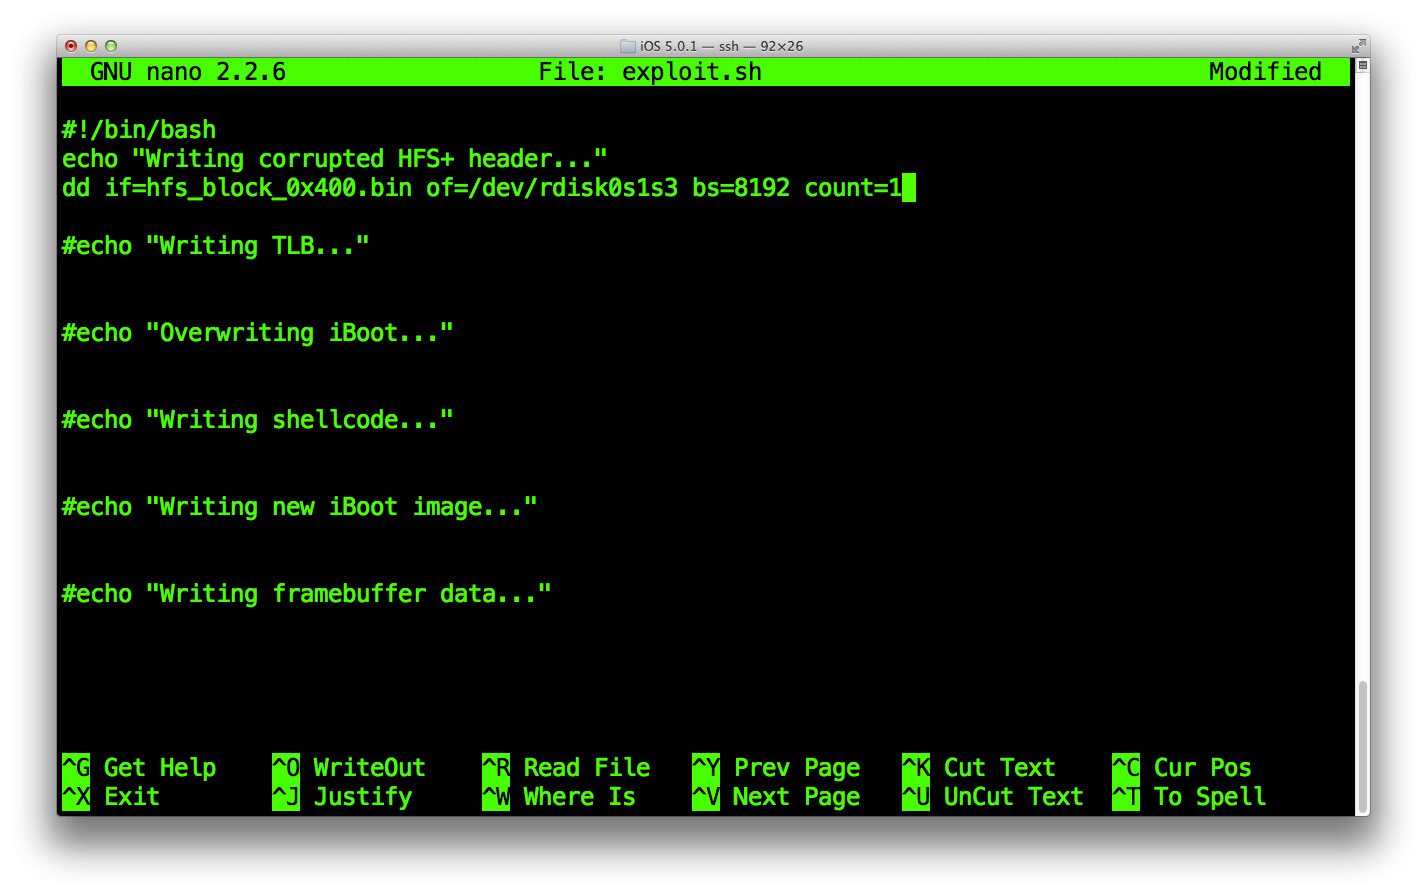 iOS 5.0.1 — ssh — 92×26
GNU nano 2.2.6 File: exploit.sh Modified
#!/bin/bash
echo "Writing corrupted HFS+ header..."
dd if=hfs_block_0x400.bin of=/dev/rdisk0s1s3 bs=8192 count=1
#echo "Writing TLB..."
#echo "Overwriting iBoot..."
#echo "Writing shellcode..."
#echo "Writing new iBoot image..."
#echo "Writing framebuffer data..."
^G Get Help ^O WriteOut ^R Read File ^Y Prev Page ^K Cut Text ^C Cur Pos
^X Exit ^J Justify ^W Where Is ^V Next Page ^U UnCut Text ^T To Spell